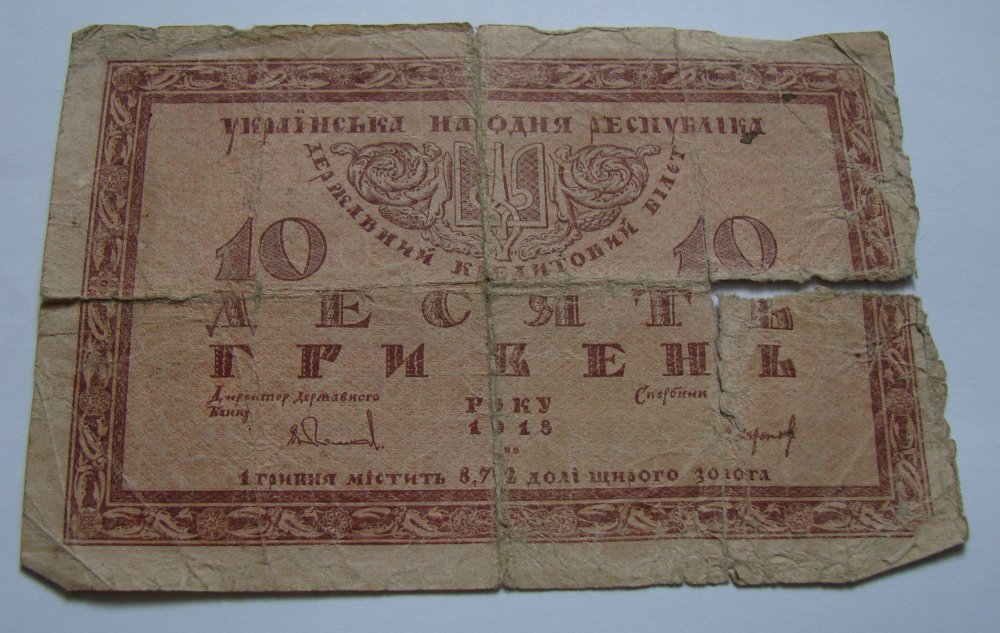 УКРАЇНСЬКА НАРОДНЯ РЕСПУБЛІКА
ДЕРЖАВНИЙ КРЕДИТОВИЙ БІЛЕТ
10 10
ДЕСЯТЬ
ГРИВЕНЬ
Директор Державного Скарбник
Банку
РОКУ
1918
1 гривня містить 8,712 долі щирого золота